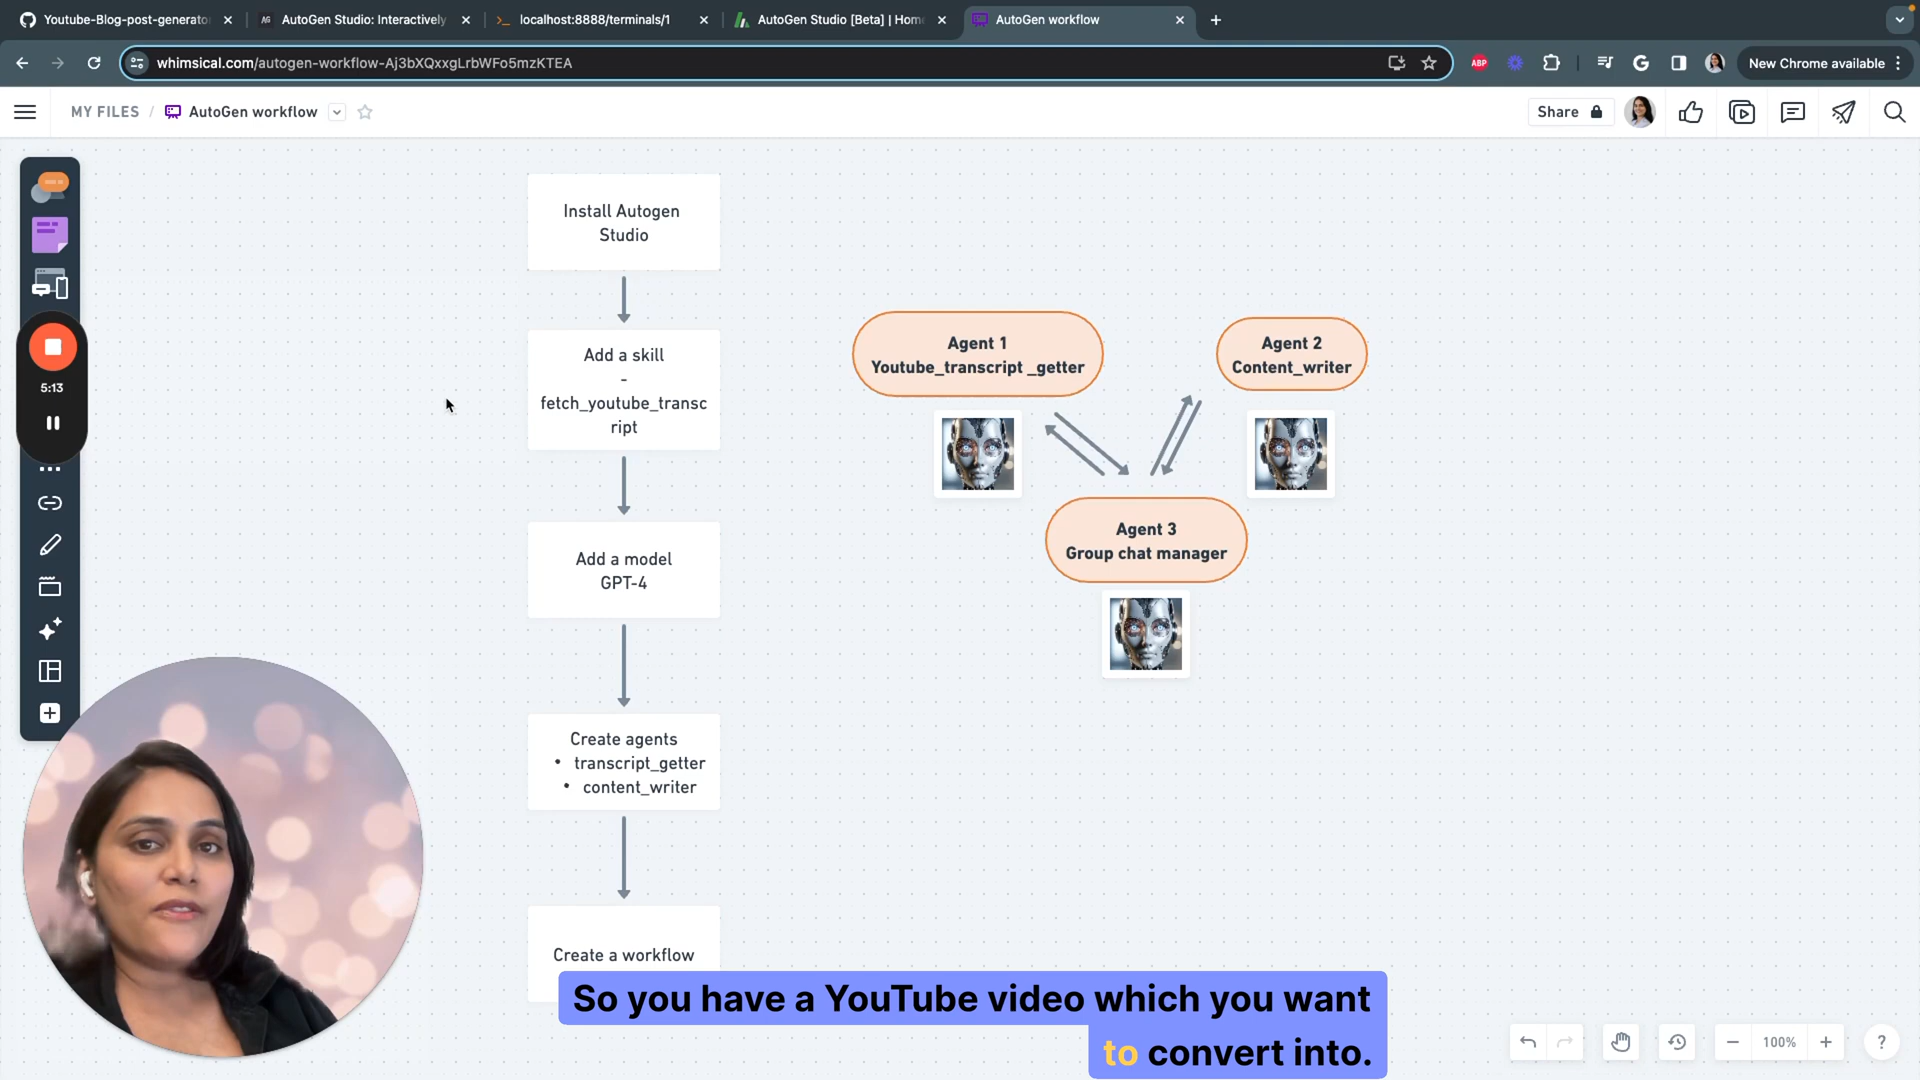 Youtube-Blog-post-generato
AutoGen Studio: Interactively
localhost:8888/terminals/1
AutoGen Studio [Beta] | Hom
AutoGen workflow
whimsical.com/autogen-workflow-Aj3bXQxxgLrbWFo5mzKTEA
ABP
New Chrome available
MY FILES / AutoGen workflow
Share
5:13
Install Autogen
Studio
Add a skill
-
fetch_youtube_transc
ript
Add a model
GPT-4
Create agents
• transcript_getter
• content_writer
Create a workflow
Agent 1
Youtube_transcript _getter
Agent 2
Content_writer
Agent 3
Group chat manager
So you have a YouTube video which you want
to convert into.
100%
?